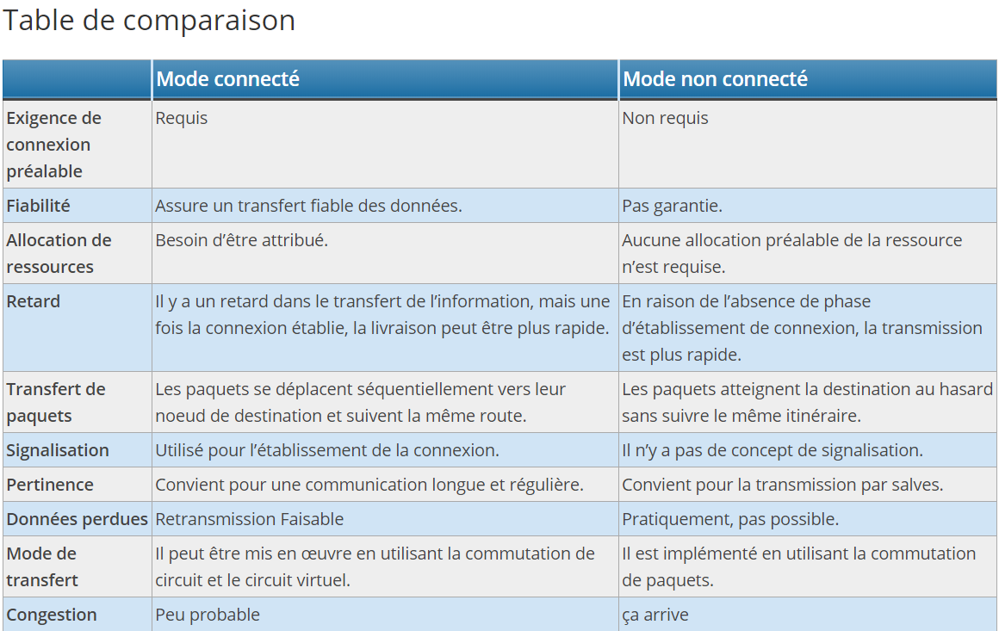 Table de comparaison
Mode connecté
Mode non connecté
Exigence de
connexion
préalable
Requis
Non requis
Fiabilité
Assure un transfert fiable des données.
Pas garantie.
Allocation de
ressources
Besoin d’être attribué.
Aucune allocation préalable de la ressource
n’est requise.
Retard
Il y a un retard dans le transfert de l’information, mais une
fois la connexion établie, la livraison peut être plus rapide.
En raison de l’absence de phase
d’établissement de connexion, la transmission
est plus rapide.
Transfert de
paquets
Les paquets se déplacent séquentiellement vers leur
noeud de destination et suivent la même route.
Les paquets atteignent la destination au hasard
sans suivre le même itinéraire.
Signalisation
Utilisé pour l’établissement de la connexion.
Il n’y a pas de concept de signalisation.
Pertinence
Convient pour une communication longue et régulière.
Convient pour la transmission par salves.
Données perdues
Retransmission Faisable
Pratiquement, pas possible.
Mode de
transfert
Il peut être mis en œuvre en utilisant la commutation de
circuit et le circuit virtuel.
Il est implémenté en utilisant la commutation
de paquets.
Congestion
Peu probable
ça arrive